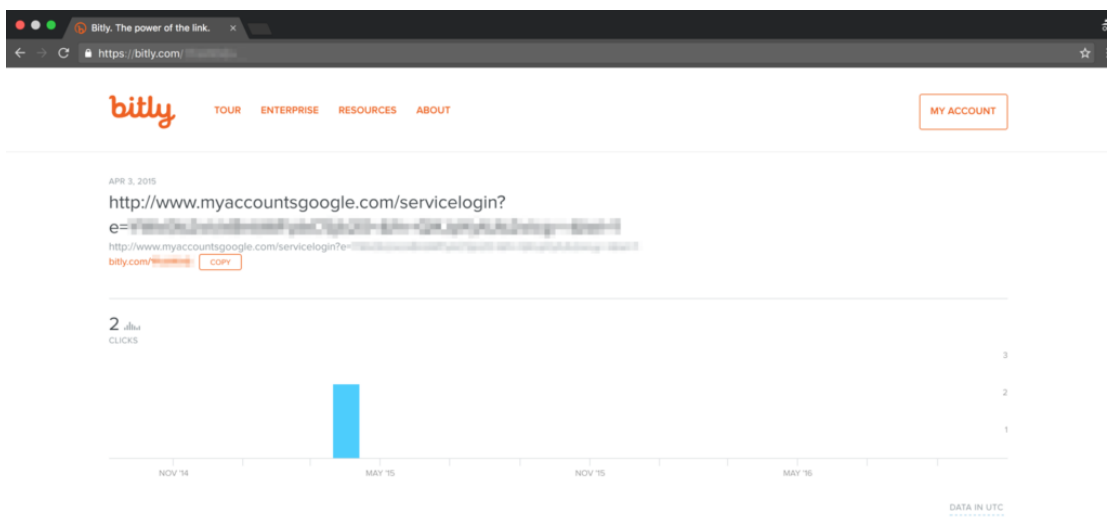 Bitly. The power of the link.
https://bitly.com/
bitly TOUR ENTERPRISE RESOURCES ABOUT MY ACCOUNT
APR 3, 2015
http://www.myaccountsgoogle.com/servicelogin?
e=
http://www.myaccountsgoogle.com/servicelogin?e=
bitly.com/ COPY
2
CLICKS
3
2
1
NOV '14 MAY '15 NOV '15 MAY '16
DATA IN UTC